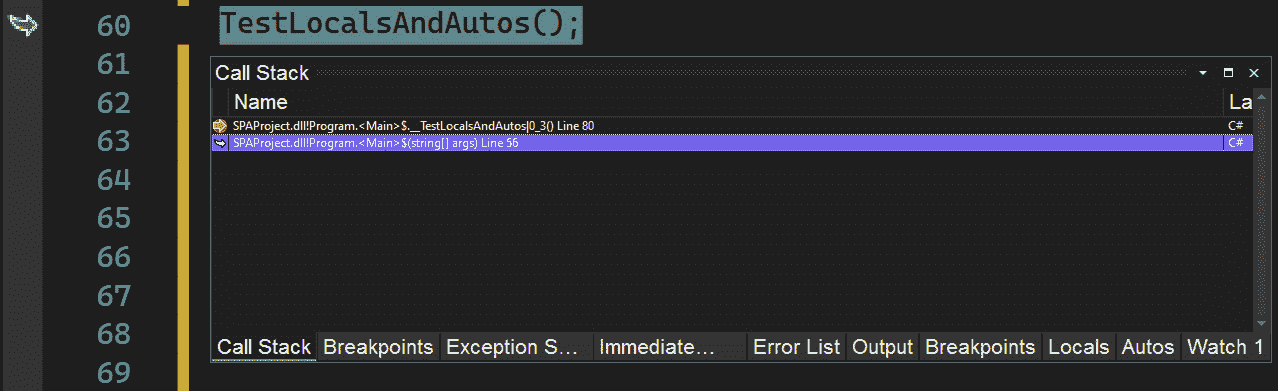 60 TestLocalsAndAutos();
61
Call Stack
62
Name La
SPAProject.dll!Program.<Main>$.__TestLocalsAndAutos|0_3() Line 80 C#
63
SPAProject.dll!Program.<Main>$(string[] args) Line 56 C#
64
65
66
67
68
Call Stack Breakpoints Exception S... Immediate... Error List Output Breakpoints Locals Autos Watch 1
69